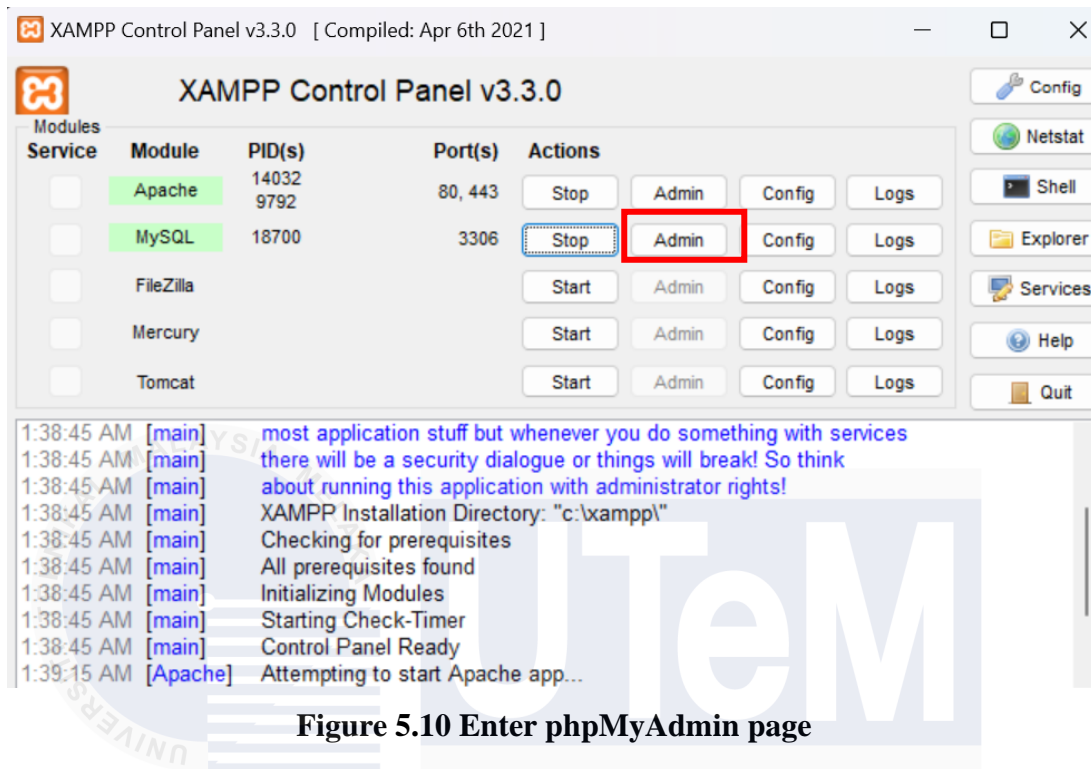 XAMPP Control Panel v3.3.0 [ Compiled: Apr 6th 2021 ]
XAMPP Control Panel v3.3.0
Config
Modules
Service Module PID(s) Port(s) Actions
Netstat
Apache 14032 9792 80, 443 Stop Admin Config Logs
Shell
MySQL 18700 3306 Stop Admin Config Logs
Explorer
FileZilla Start Admin Config Logs
Services
Mercury Start Admin Config Logs
Help
Tomcat Start Admin Config Logs
Quit
1:38:45 AM [main] most application stuff but whenever you do something with services
1:38:45 AM [main] there will be a security dialogue or things will break! So think
1:38:45 AM [main] about running this application with administrator rights!
1:38:45 AM [main] XAMPP Installation Directory: "c:\xampp\"
1:38:45 AM [main] Checking for prerequisites
1:38:45 AM [main] All prerequisites found
1:38:45 AM [main] Initializing Modules
1:38:45 AM [main] Starting Check-Timer
1:38:45 AM [main] Control Panel Ready
1:39:15 AM [Apache] Attempting to start Apache app...
UTeM
Figure 5.10 Enter phpMyAdmin page